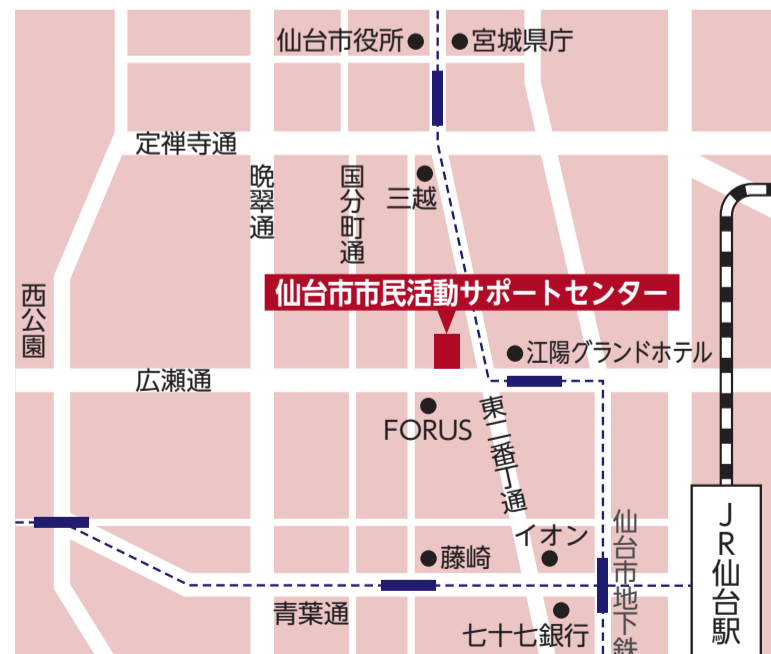 仙台市役所
宮城県庁
定禅寺通
晩翠通
国分町通
三越
西公園
仙台市市民活動サポートセンター
江陽グランドホテル
広瀬通
FORUS
東二番丁通
イオン
藤崎
仙台市地下鉄
JR仙台駅
青葉通
七十七銀行